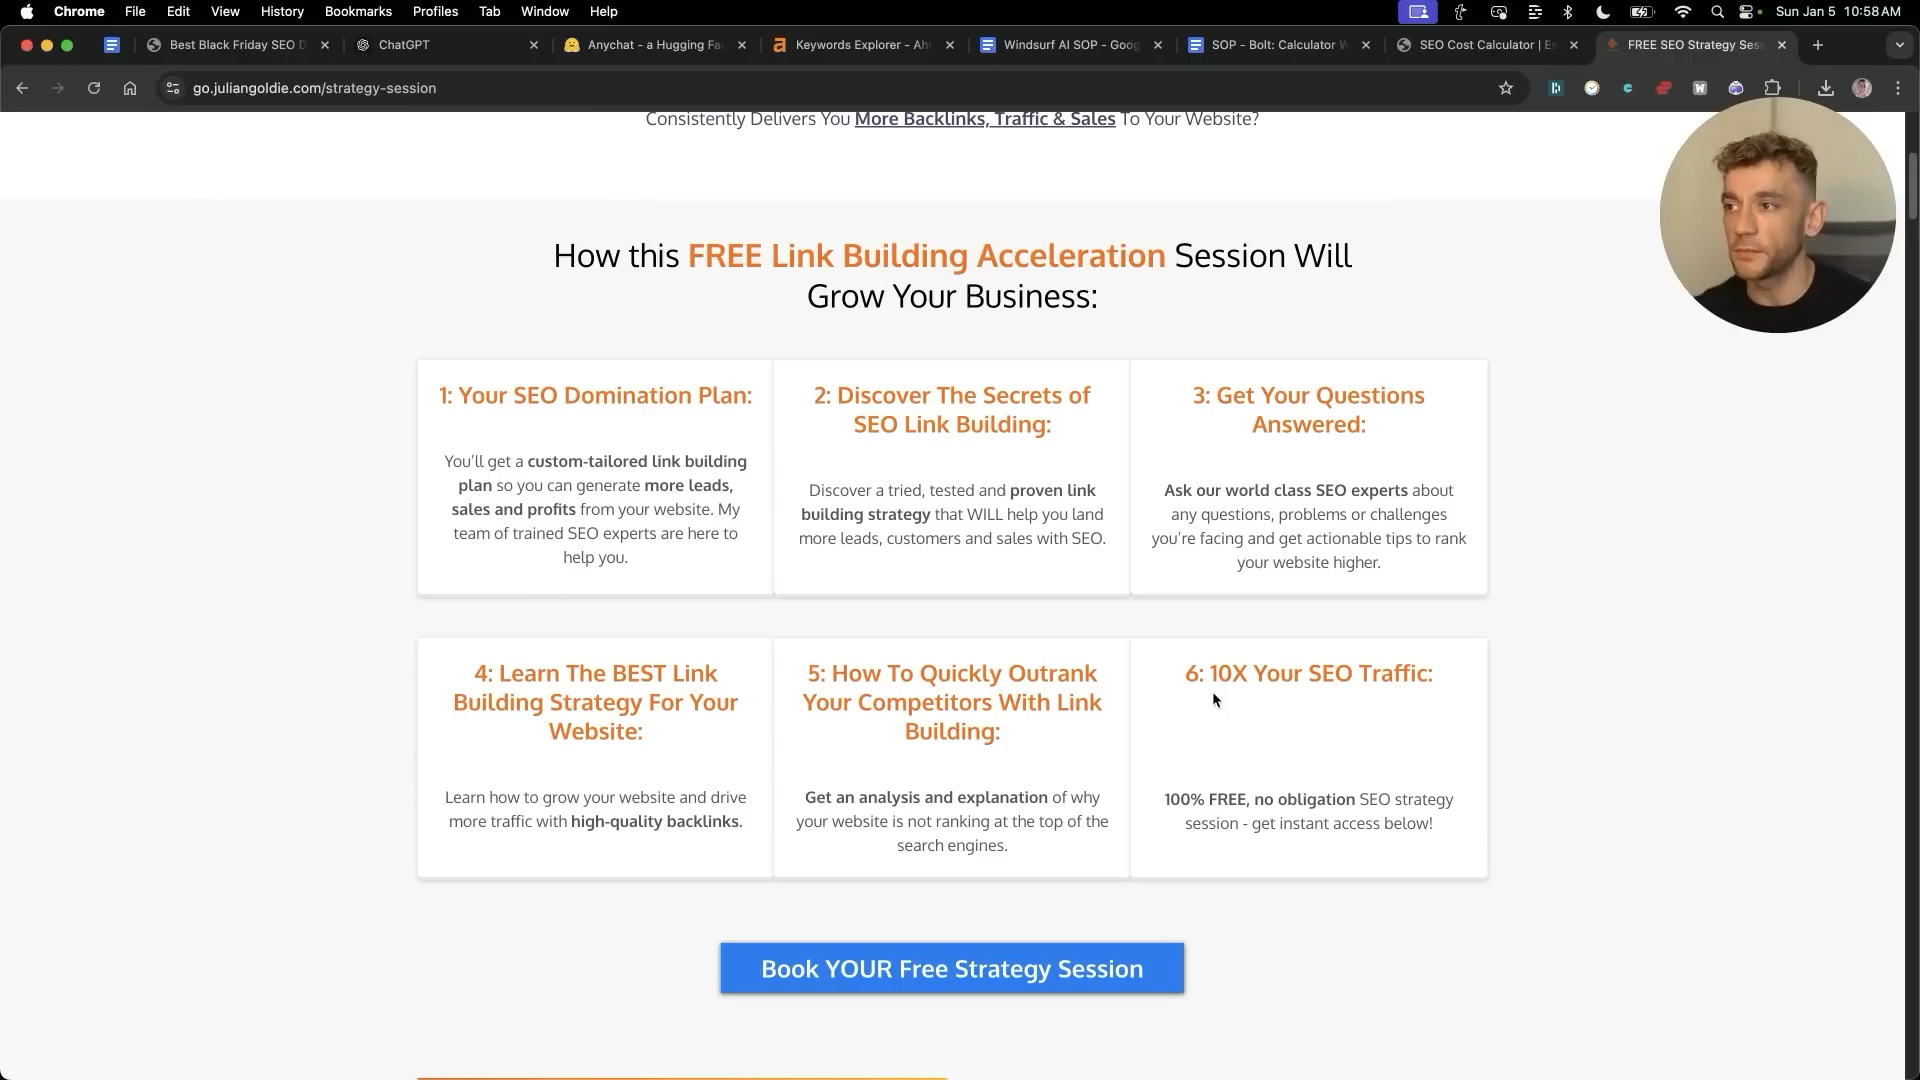 Chrome File Edit View History Bookmarks Profiles Tab Window Help Sun Jan 5 10:58 AM
Best Black Friday SEO D ChatGPT Anychat - a Hugging Fa Keywords Explorer - Ah Windsurf AI SOP - Goog SOP - Bolt: Calculator SEO Cost Calculator | Es FREE SEO Strategy Ses
go.juliangoldie.com/strategy-session
Consistently Delivers You More Backlinks, Traffic & Sales To Your Website?
How this FREE Link Building Acceleration Session Will
Grow Your Business:
1: Your SEO Domination Plan:
You'll get a custom-tailored link building
plan so you can generate more leads,
sales and profits from your website. My
team of trained SEO experts are here to
help you.
2: Discover The Secrets of
SEO Link Building:
Discover a tried, tested and proven link
building strategy that WILL help you land
more leads, customers and sales with SEO.
3: Get Your Questions
Answered:
Ask our world class SEO experts about
any questions, problems or challenges
you're facing and get actionable tips to rank
your website higher.
4: Learn The BEST Link
Building Strategy For Your
Website:
Learn how to grow your website and drive
more traffic with high-quality backlinks.
5: How To Quickly Outrank
Your Competitors With Link
Building:
Get an analysis and explanation of why
your website is not ranking at the top of the
search engines.
6: 10X Your SEO Traffic:
100% FREE, no obligation SEO strategy
session - get instant access below!
Book YOUR Free Strategy Session